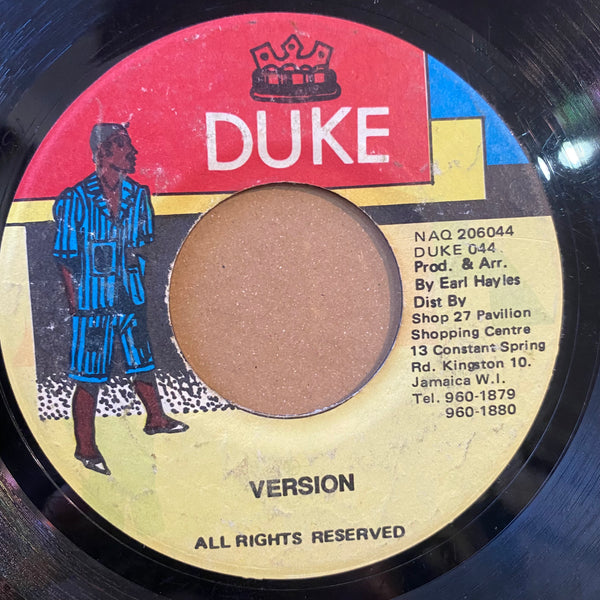 DUKE
NAQ 206044
DUKE 044
Prod. & Arr.
By Earl Hayles
Dist By
Shop 27 Pavilion
Shopping Centre
13 Constant Spring
Rd. Kingston 10.
Jamaica W.I.
Tel. 960-1879
960-1880
VERSION
ALL RIGHTS RESERVED